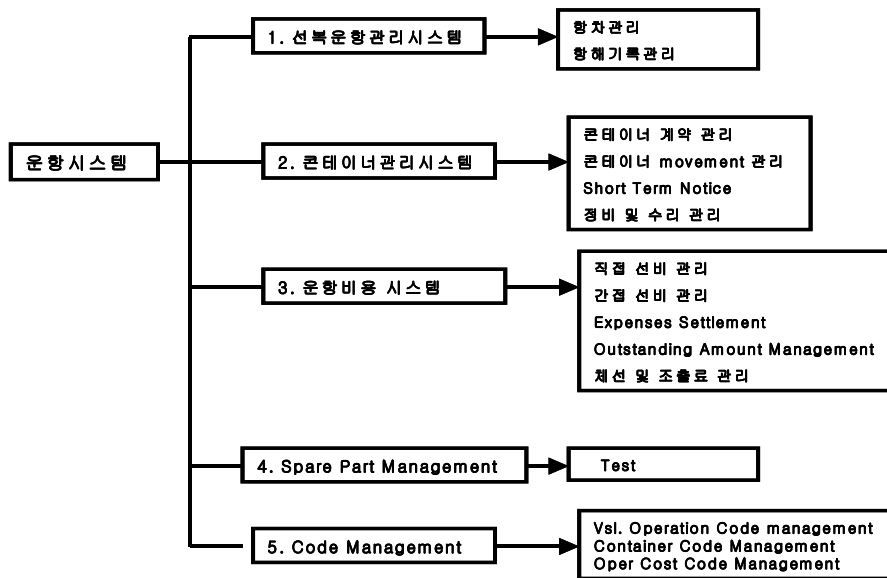 운항시스템
1. 선복운항관리시스템
항차관리
항해기록관리
2. 콘테이너관리시스템
콘테이너 계약 관리
콘테이너 movement 관리
Short Term Notice
정비 및 수리 관리
3. 운항비용 시스템
직접 선비 관리
간접 선비 관리
Expenses Settlement
Outstanding Amount Management
체선 및 조출료 관리
4. Spare Part Management
Test
5. Code Management
Vsl. Operation Code management
Container Code Management
Oper Cost Code Management